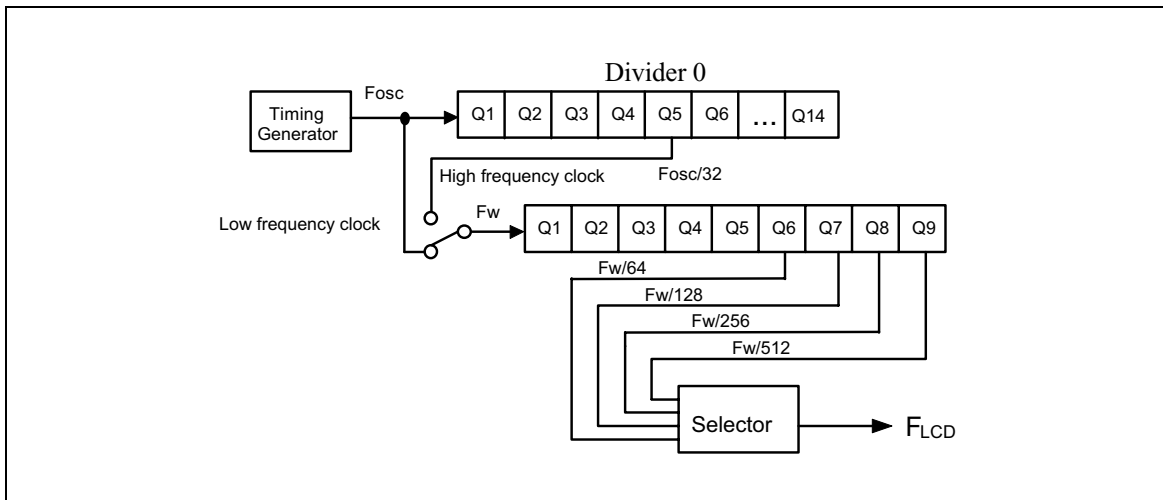 Divider 0
Fosc
Timing
Generator
Q1 Q2 Q3 Q4 Q5 Q6 ... Q14
High frequency clock
Fosc/32
Low frequency clock
Fw
Q1 Q2 Q3 Q4 Q5 Q6 Q7 Q8 Q9
Fw/64
Fw/128
Fw/256
Fw/512
Selector
FLCD